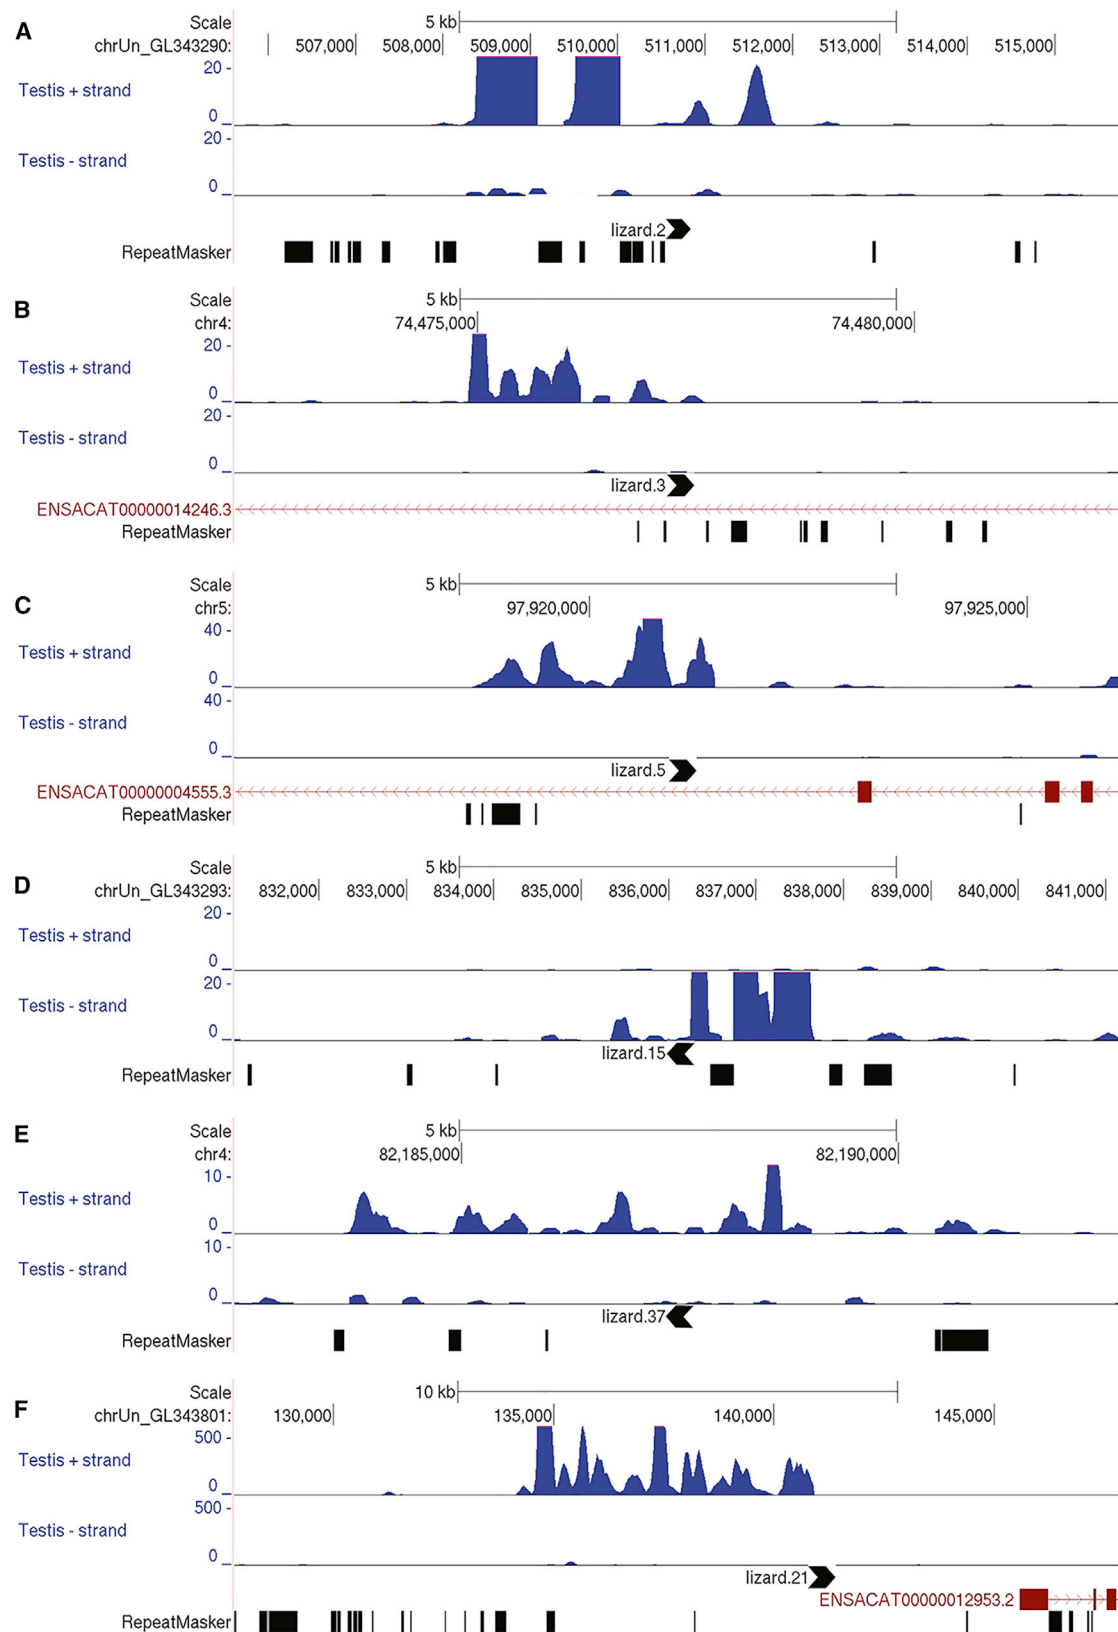 A
Scale 5 kb
chrUn_GL343290: 507,000 508,000 509,000 510,000 511,000 512,000 513,000 514,000 515,000
20 -
Testis + strand
0 _
20 -
Testis - strand
0 _
lizard.2
RepeatMasker
B
Scale 5 kb
chr4: 74,475,000 74,480,000
20 -
Testis + strand
0 _
20 -
Testis - strand
0 _
lizard.3
ENSACAT00000014246.3
RepeatMasker
C
Scale 5 kb
chr5: 97,920,000 97,925,000
40 -
Testis + strand
0 _
40 -
Testis - strand
0 _
lizard.5
ENSACAT00000004555.3
RepeatMasker
D
Scale 5 kb
chrUn_GL343293: 832,000 833,000 834,000 835,000 836,000 837,000 838,000 839,000 840,000 841,000
20 -
Testis + strand
0 _
20 -
Testis - strand
0 _
lizard.15
RepeatMasker
E
Scale 5 kb
chr4: 82,185,000 82,190,000
10 -
Testis + strand
0 _
10 -
Testis - strand
0 _
lizard.37
RepeatMasker
F
Scale 10 kb
chrUn_GL343801: 130,000 135,000 140,000 145,000
500 -
Testis + strand
0 _
500 -
Testis - strand
0 _
lizard.21
ENSACAT00000012953.2
RepeatMasker